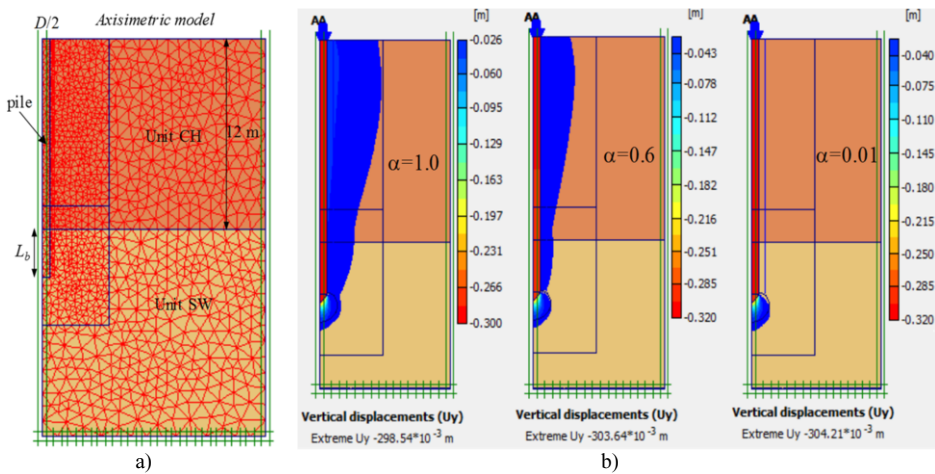 D/2
Axisimetric model
pile
Unit CH
12 m
L_b
Unit SW
a)
AA
[m]
-0.026
-0.060
-0.095
-0.129
-0.163
-0.197
-0.231
-0.266
-0.300
α=1.0
Vertical displacements (Uy)
Extreme Uy -298.54*10 -3 m
AA
[m]
-0.043
-0.078
-0.112
-0.147
-0.182
-0.216
-0.251
-0.285
-0.320
α=0.6
Vertical displacements (Uy)
Extreme Uy -303.64*10 -3 m
AA
[m]
-0.040
-0.075
-0.110
-0.145
-0.180
-0.215
-0.250
-0.285
-0.320
α=0.01
Vertical displacements (Uy)
Extreme Uy -304.21*10 -3 m
b)